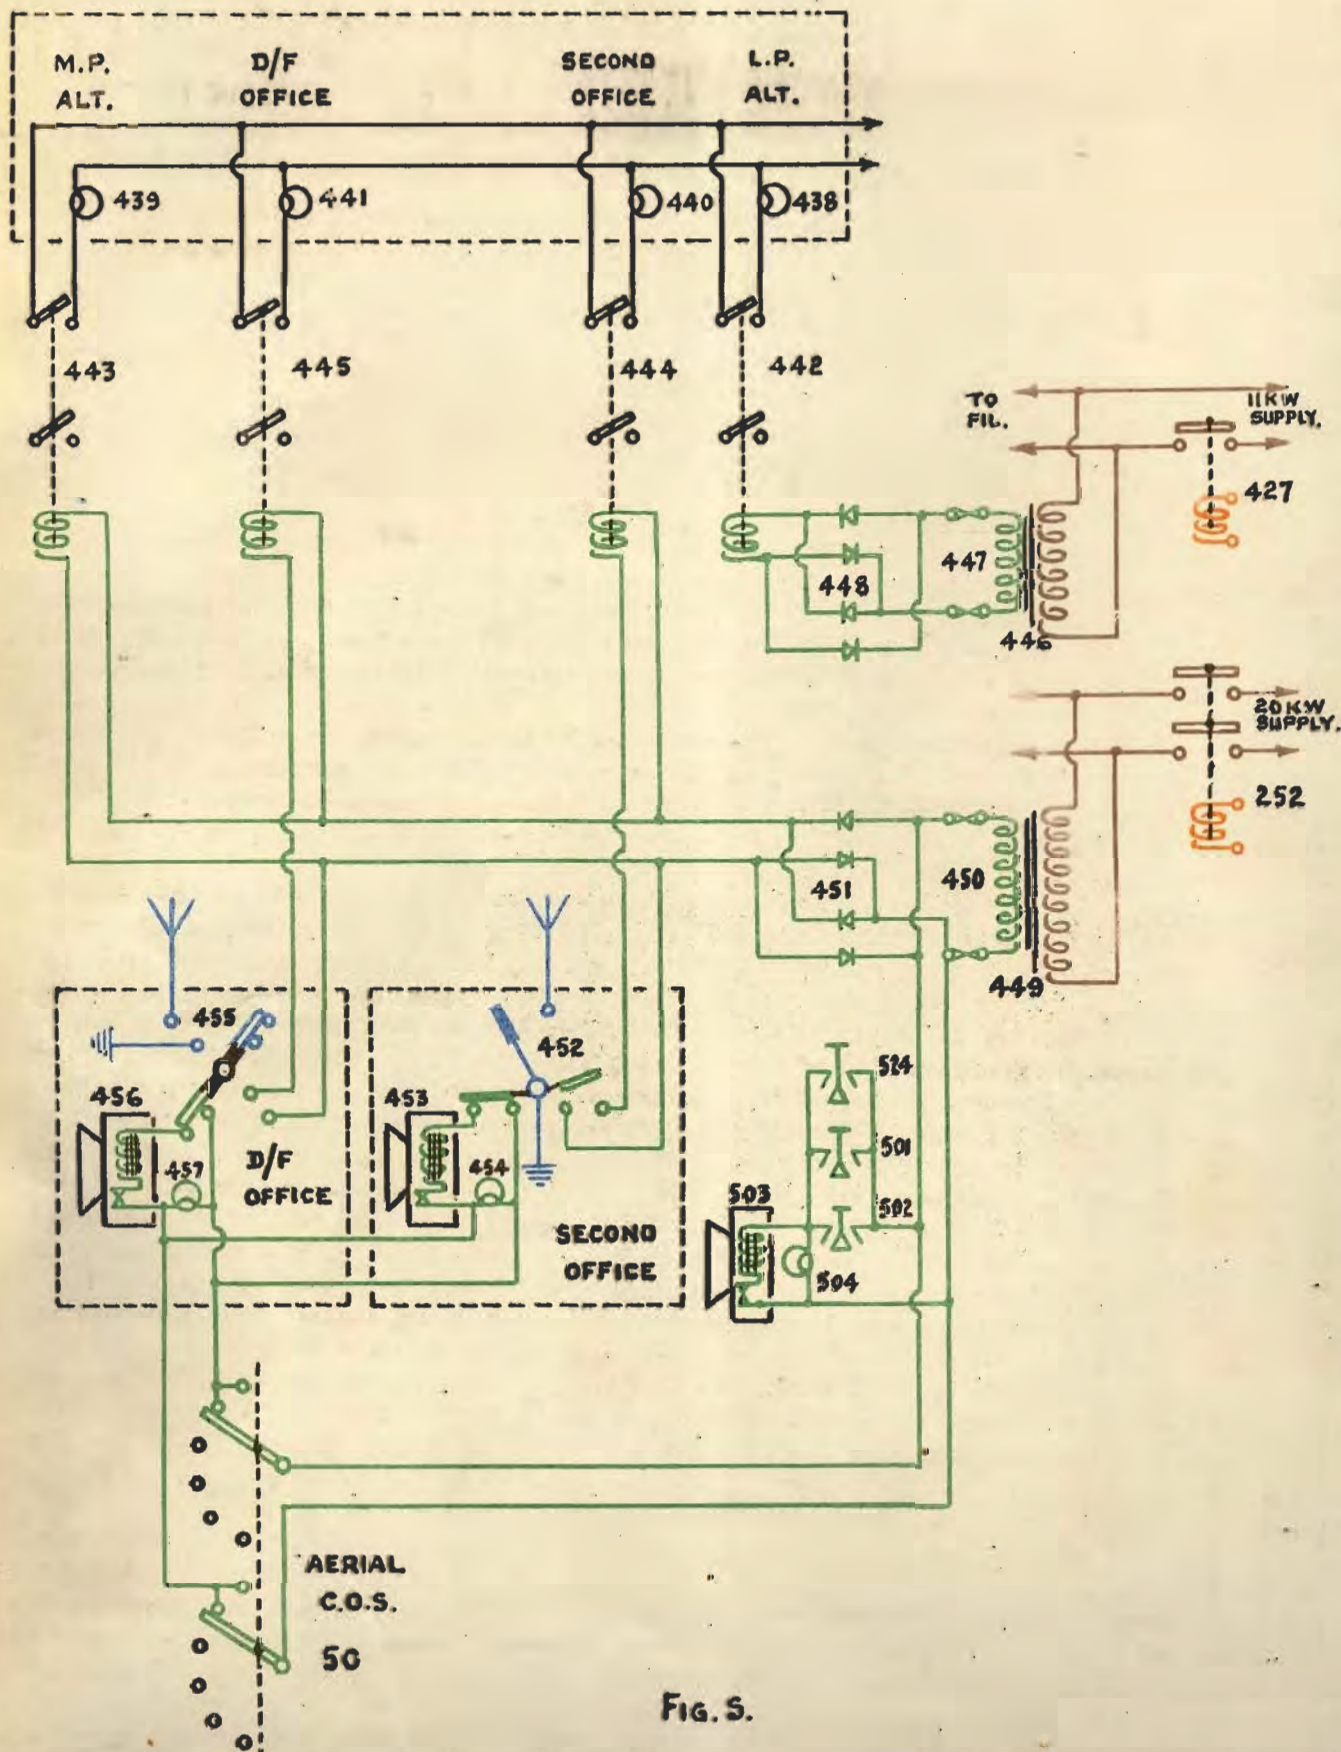 M.P.
ALT.
D/F
OFFICE
SECOND
OFFICE
L.P.
ALT.
439
441
440
438
443
445
444
442
TO
FIL.
11KW
SUPPLY.
427
447
448
446
20KW
SUPPLY.
252
450
451
449
455
452
456
453
457
454
D/F
OFFICE
SECOND
OFFICE
524
501
502
503
504
AERIAL
C.O.S.
50
FIG. S.